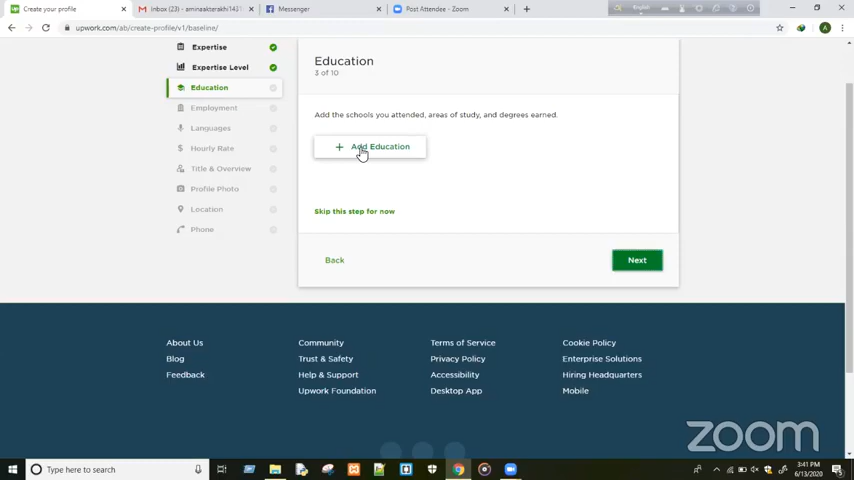 up Create your profile
Inbox (23) - aminaakterakhi1431
Messenger
Post Attendee - Zoom
English
upwork.com/ab/create-profile/v1/baseline/
A
Expertise
Expertise Level
Education
Employment
Languages
Hourly Rate
Title & Overview
Profile Photo
Location
Phone
Education
3 of 10
Add the schools you attended, areas of study, and degrees earned.
+ Add Education
Skip this step for now
Back
Next
About Us
Blog
Feedback
Community
Trust & Safety
Help & Support
Upwork Foundation
Terms of Service
Privacy Policy
Accessibility
Desktop App
Cookie Policy
Enterprise Solutions
Hiring Headquarters
Mobile
zoom
Type here to search
3:41 PM
6/13/2020